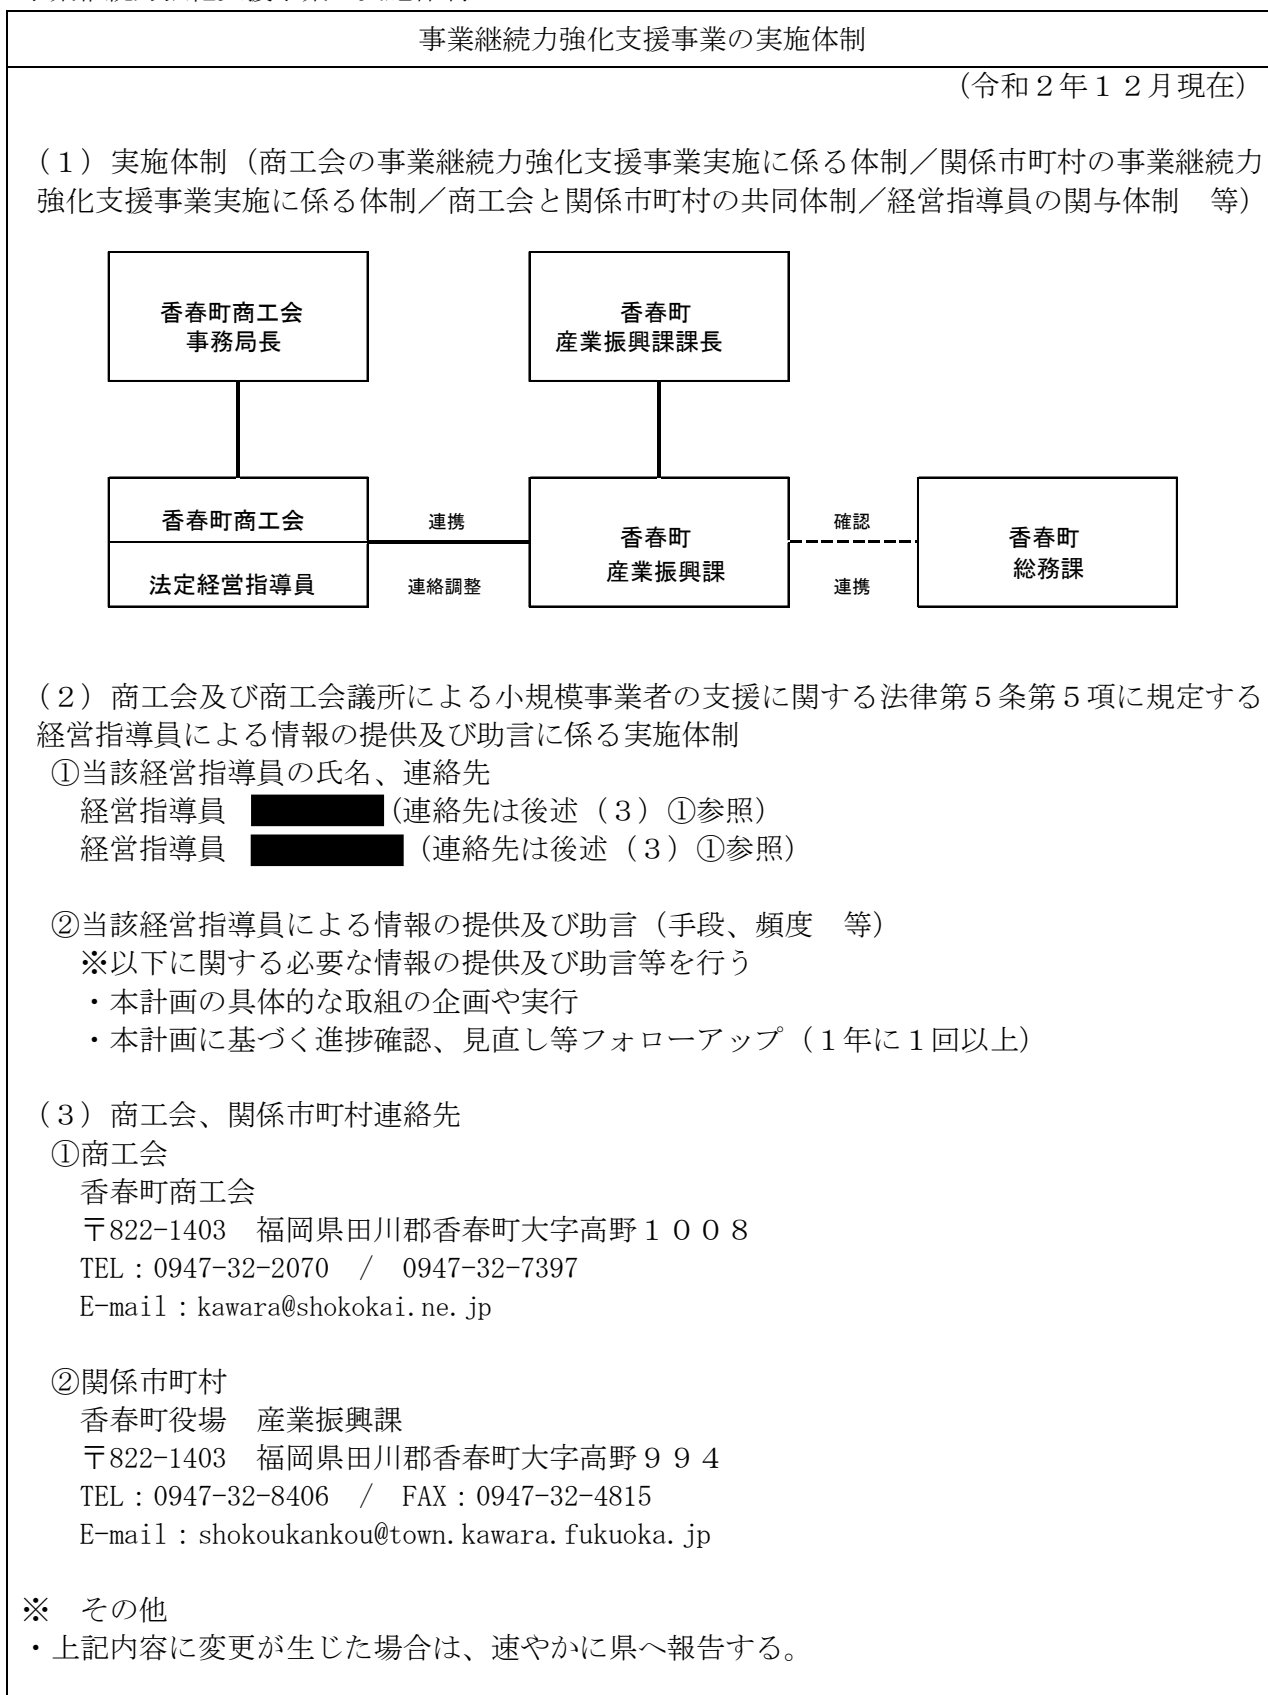 事業継続力強化支援事業の実施体制
(令和2年12月現在)
(1)実施体制(商工会の事業継続力強化支援事業実施に係る体制/関係市町村の事業継続力
強化支援事業実施に係る体制/商工会と関係市町村の共同体制/経営指導員の関与体制 等)
香春町商工会
事務局長
香春町
産業振興課課長
香春町商工会
法定経営指導員
連携
連絡調整
香春町
産業振興課
確認
連携
香春町
総務課
(2)商工会及び商工会議所による小規模事業者の支援に関する法律第5条第5項に規定する
経営指導員による情報の提供及び助言に係る実施体制
①当該経営指導員の氏名、連絡先
経営指導員 (連絡先は後述(3)①参照)
経営指導員 (連絡先は後述(3)①参照)
②当該経営指導員による情報の提供及び助言(手段、頻度 等)
※以下に関する必要な情報の提供及び助言等を行う
・本計画の具体的な取組の企画や実行
・本計画に基づく進捗確認、見直し等フォローアップ(1年に1回以上)
(3)商工会、関係市町村連絡先
①商工会
香春町商工会
〒822-1403 福岡県田川郡香春町大字高野1008
TEL:0947-32-2070 / 0947-32-7397
E-mail:kawara@shokokai.ne.jp
②関係市町村
香春町役場 産業振興課
〒822-1403 福岡県田川郡香春町大字高野994
TEL:0947-32-8406 / FAX:0947-32-4815
E-mail:shokoukankou@town.kawara.fukuoka.jp
※ その他
・上記内容に変更が生じた場合は、速やかに県へ報告する。